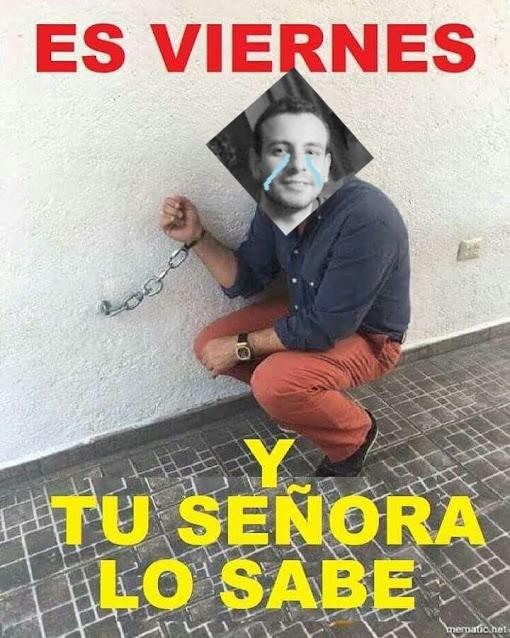 ES VIERNES
Y
TU SEÑORA
LO SABE
mematic.net